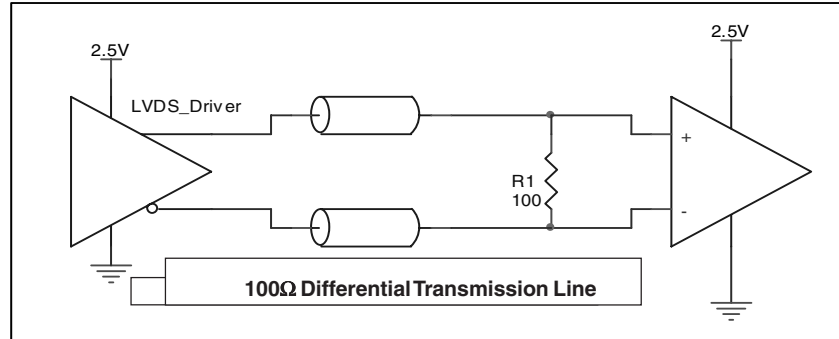 2.5V
2.5V
LVDS_Driver
+
R1
100
-
100Ω Differential Transmission Line